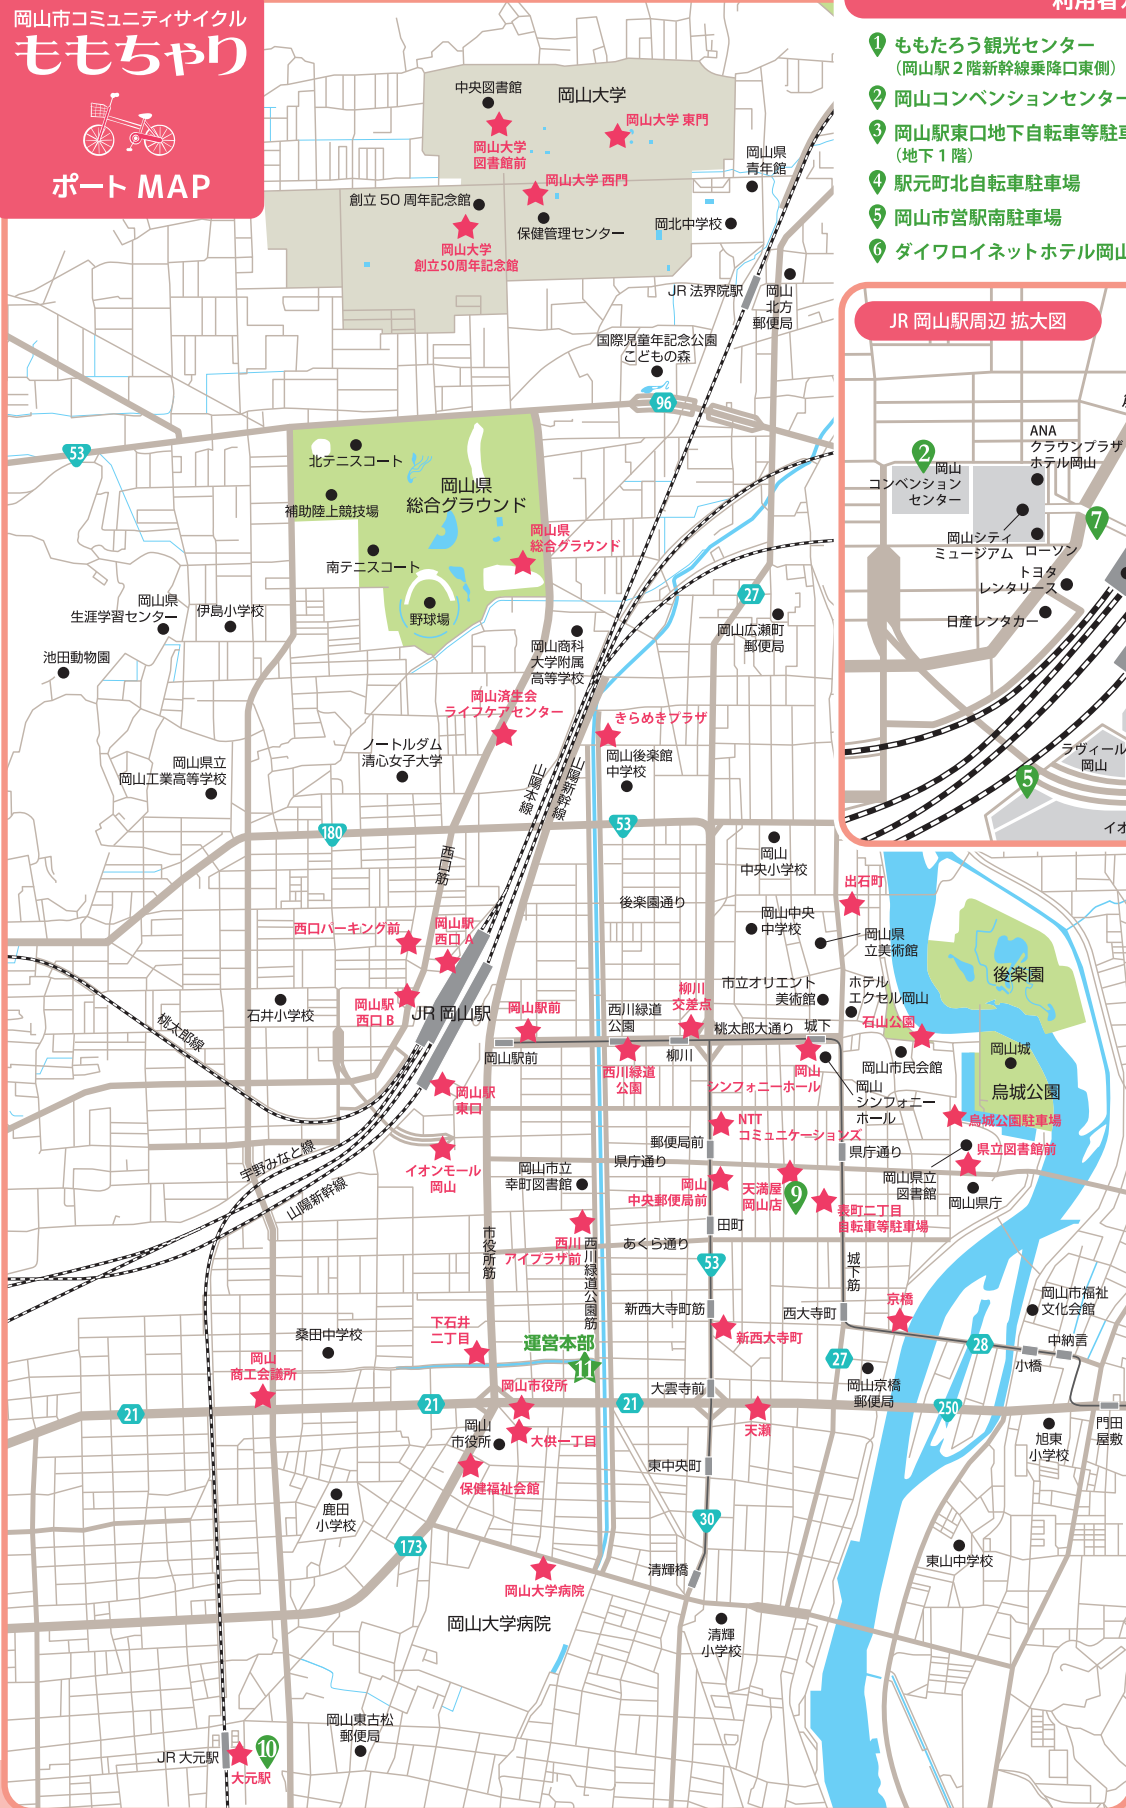 岡山市コミュニティサイクル
ももちゃり
ポート MAP
ももたろう観光センター
（岡山駅２階新幹線乗降口東側）
岡山コンベンションセンター
岡山駅東口地下自転車等駐車
（地下１階）
駅元町北自転車駐車場
岡山市営駅南駐車場
ダイワロイネットホテル岡山
1
2
3
4
5
6
JR 岡山駅周辺 拡大図
ANA
クラウンプラザ
ホテル岡山
2
岡山
コンベンション
センター
7
岡山シティ
ミュージアム
ローソン
トヨタ
レンタリース
日産レンタカー
ラヴィール
岡山
5
イオ
中央図書館
岡山大学
岡山大学
図書館前
岡山大学 東門
岡山県
青年館
岡山大学 西門
創立 50 周年記念館
保健管理センター
岡北中学校
岡山大学
創立50周年記念館
JR 法界院駅
岡山
北方
郵便局
国際児童年記念公園
こどもの森
96
53
北テニスコート
岡山県
総合グラウンド
補助陸上競技場
岡山県
総合グラウンド
南テニスコート
野球場
岡山県
生涯学習センター
伊島小学校
池田動物園
27
岡山広瀬町
郵便局
岡山商科
大学附属
高等学校
岡山済生会
ライフケアセンター
きらめきプラザ
ノートルダム
清心女子大学
岡山後楽館
中学校
岡山県立
岡山工業高等学校
山陽本線
山陽新幹線
180
53
西口筋
岡山
中央小学校
出石町
後楽園通り
岡山中央
中学校
岡山県
立美術館
西口パーキング前
岡山駅
西口 A
後楽園
岡山駅
西口 B
JR 岡山駅
岡山駅前
西川緑道
公園
柳川
交差点
市立オリエント
美術館
ホテル
エクセル岡山
石井小学校
桃太郎線
岡山駅前
西川緑道
公園
柳川
桃太郎大通り
城下
石山公園
岡山
シンフォニーホール
岡山市民会館
岡山城
烏城公園
岡山
シンフォニー
ホール
岡山駅
東口
NTT
コミュニケーションズ
烏城公園駐車場
郵便局前
県庁通り
県庁通り
県立図書館前
イオンモール
岡山
宇野みなと線
山陽新幹線
岡山市立
幸町図書館
岡山
中央郵便局前
天満屋
岡山店
9
岡山県立
図書館
岡山県庁
表町二丁目
自転車等駐車場
田町
西川
アイプラザ前
あくら通り
市役所筋
西川緑道公園筋
53
城下筋
新西大寺町筋
西大寺町
京橋
岡山市福祉
文化会館
新西大寺町
中納言
小橋
28
27
下石井
二丁目
運営本部
11
桑田中学校
岡山
商工会議所
岡山市役所
大雲寺前
岡山京橋
郵便局
250
21
21
21
天瀬
門田
屋敷
旭東
小学校
岡山
市役所
大供一丁目
保健福祉会館
東中央町
鹿田
小学校
30
173
東山中学校
清輝橋
岡山大学病院
岡山大学病院
清輝
小学校
岡山東古松
郵便局
JR 大元駅
10
大元駅